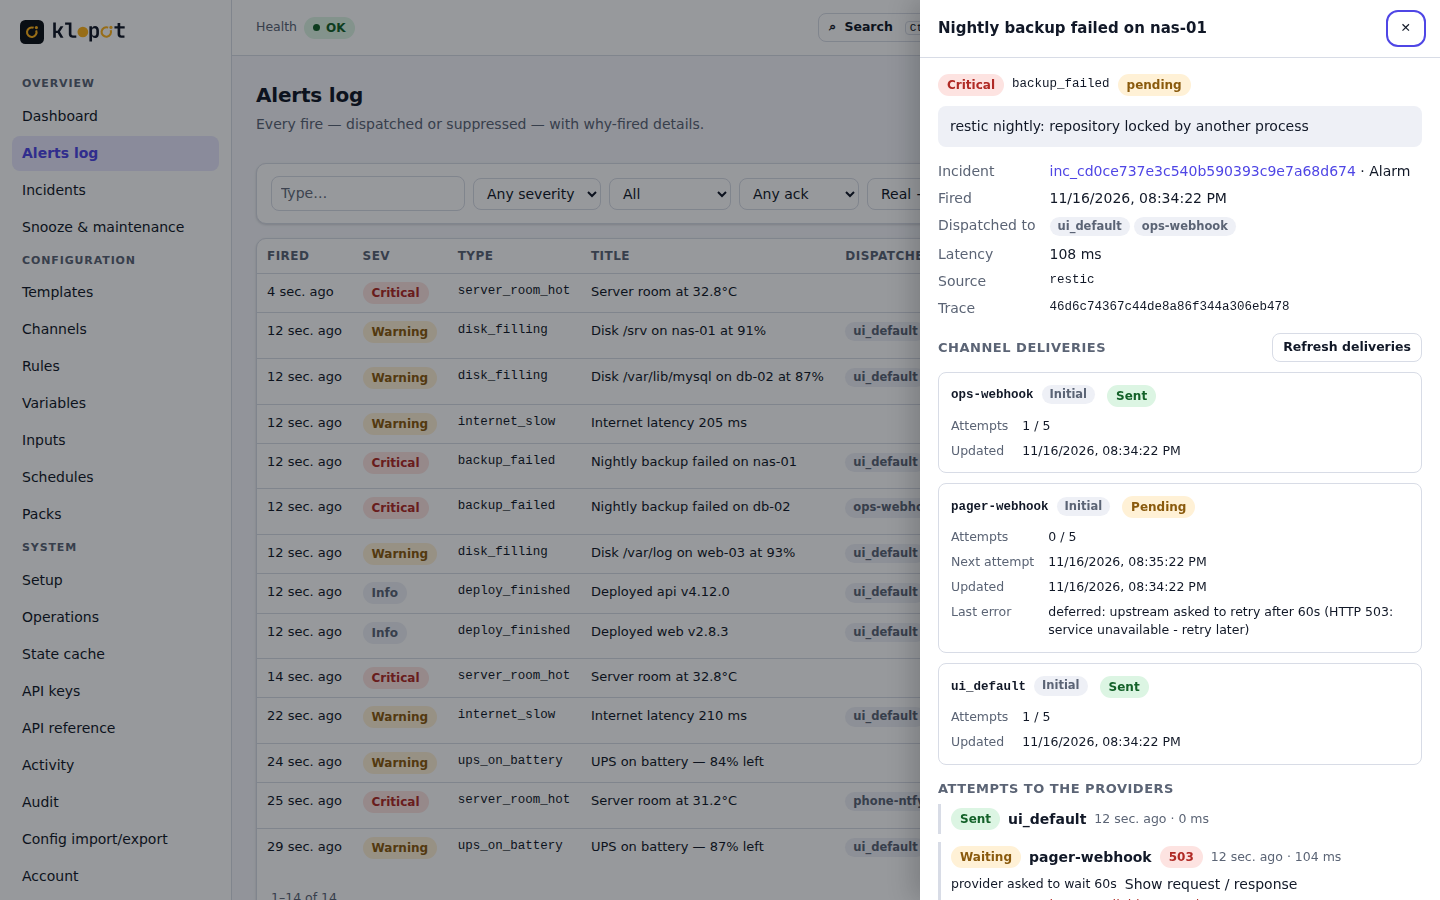 klopot
OVERVIEW
Dashboard
Alerts log
Incidents
Snooze & maintenance
CONFIGURATION
Templates
Channels
Rules
Variables
Inputs
Schedules
Packs
SYSTEM
Setup
Operations
State cache
API keys
API reference
Activity
Audit
Config import/export
Account
Health OK
Search
Alerts log
Every fire — dispatched or suppressed — with why-fired details.
Type... Any severity All Any ack Real
FIRED SEV TYPE TITLE DISPATCHE
4 sec. ago Critical server_room_hot Server room at 32.8°C
12 sec. ago Warning disk_filling Disk /srv on nas-01 at 91% ui_default
12 sec. ago Warning disk_filling Disk /var/lib/mysql on db-02 at 87% ui_default
12 sec. ago Warning internet_slow Internet latency 205 ms
12 sec. ago Critical backup_failed Nightly backup failed on nas-01 ui_default
12 sec. ago Critical backup_failed Nightly backup failed on db-02 ops-webho
12 sec. ago Warning disk_filling Disk /var/log on web-03 at 93% ui_default
12 sec. ago Info deploy_finished Deployed api v4.12.0 ui_default
12 sec. ago Info deploy_finished Deployed web v2.8.3 ui_default
14 sec. ago Critical server_room_hot Server room at 32.8°C
22 sec. ago Warning internet_slow Internet latency 210 ms ui_default
24 sec. ago Warning ups_on_battery UPS on battery — 84% left
25 sec. ago Critical server_room_hot Server room at 31.2°C phone-ntfy
29 sec. ago Warning ups_on_battery UPS on battery — 87% left ui_default
1–14 of 14
Nightly backup failed on nas-01 ×
Critical backup_failed pending
restic nightly: repository locked by another process
Incident inc_cd0ce737e3c540b590393c9e7a68d674 · Alarm
Fired 11/16/2026, 08:34:22 PM
Dispatched to ui_default ops-webhook
Latency 108 ms
Source restic
Trace 46d6c74367c44de8a86f344a306eb478
CHANNEL DELIVERIES Refresh deliveries
ops-webhook Initial Sent
Attempts 1 / 5
Updated 11/16/2026, 08:34:22 PM
pager-webhook Initial Pending
Attempts 0 / 5
Next attempt 11/16/2026, 08:35:22 PM
Updated 11/16/2026, 08:34:22 PM
Last error deferred: upstream asked to retry after 60s (HTTP 503:
service unavailable - retry later)
ui_default Initial Sent
Attempts 1 / 5
Updated 11/16/2026, 08:34:22 PM
ATTEMPTS TO THE PROVIDERS
Sent ui_default 12 sec. ago · 0 ms
Waiting pager-webhook 503 12 sec. ago · 104 ms
provider asked to wait 60s Show request / response